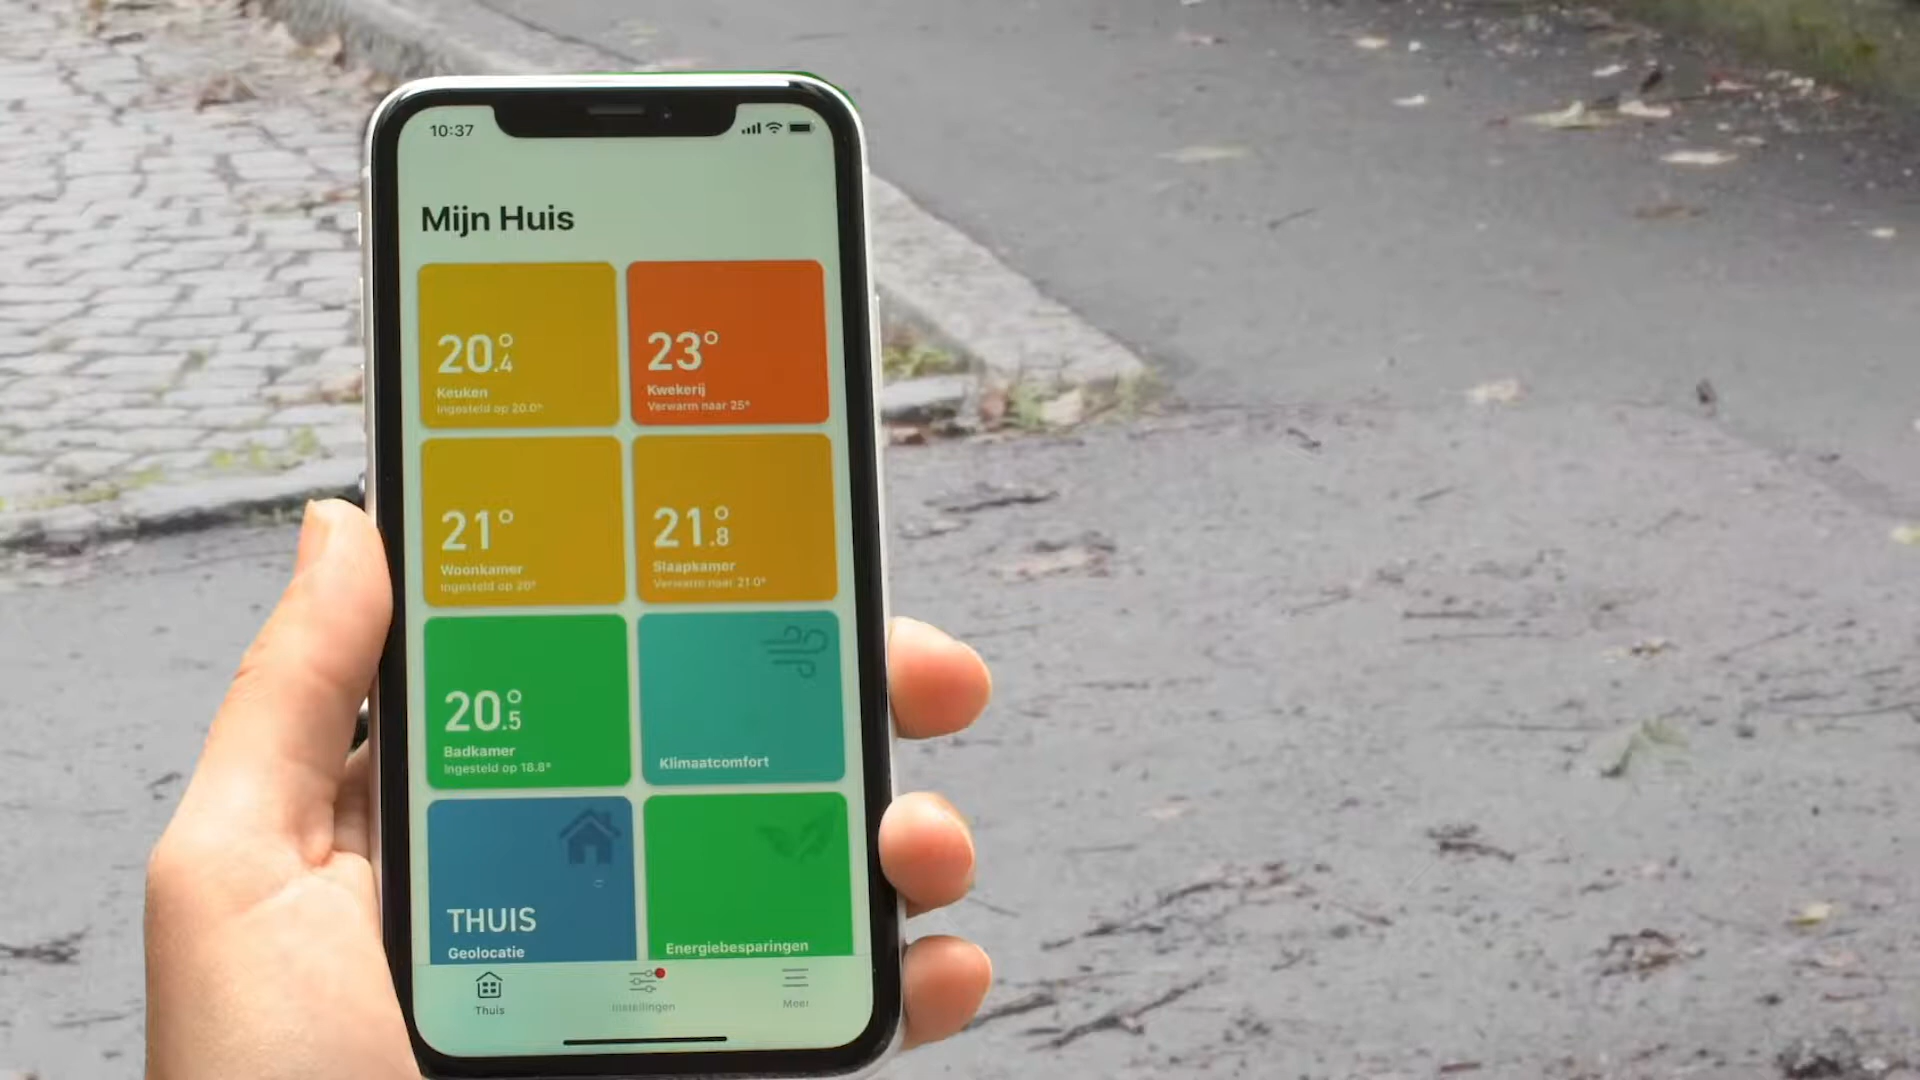 10:37
Mijn Huis
20.4°
Keuken
Ingesteld op 20.0°
23°
Kwekerij
Verwarm naar 25°
21°
Woonkamer
Ingesteld op 20°
21.8°
Slaapkamer
Verwarm naar 21.0°
20.5°
Badkamer
Ingesteld op 18.8°
Klimaatcomfort
THUIS
Geolocatie
Energiebesparingen
Thuis
Instellingen
Meer